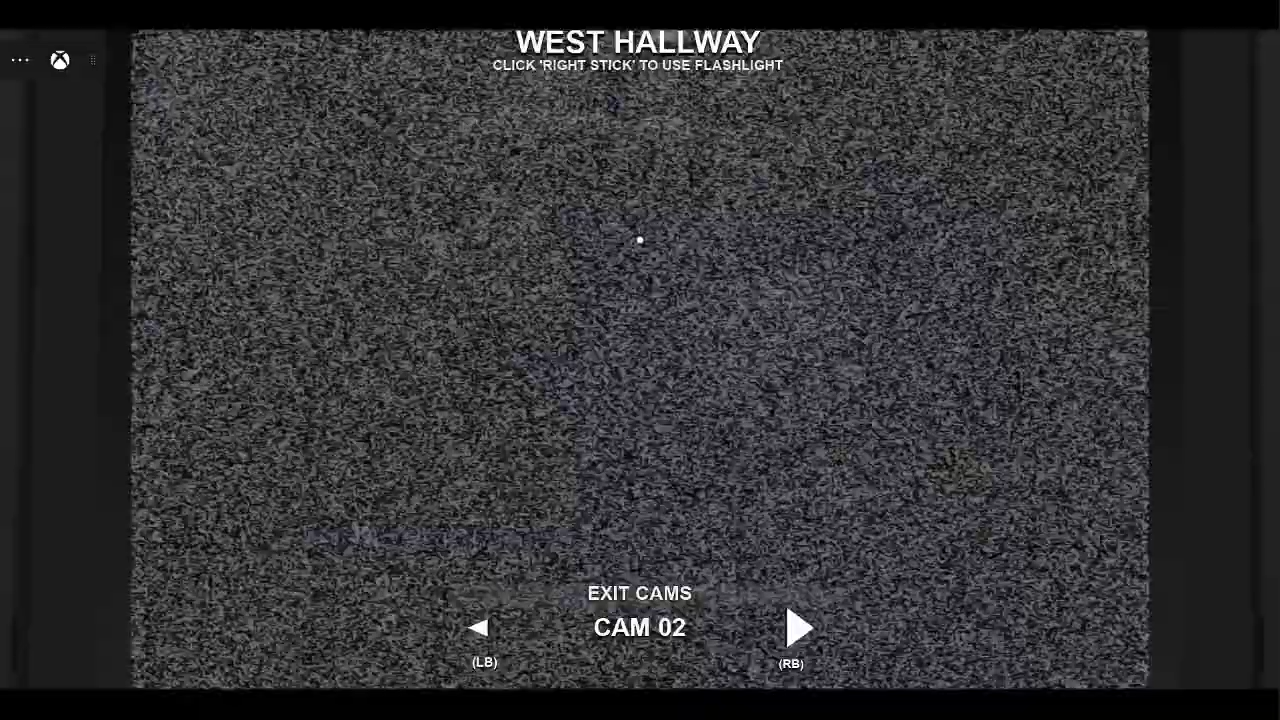 WEST HALLWAY
CLICK 'RIGHT STICK' TO USE FLASHLIGHT
EXIT CAMS
CAM 02
(LB) (RB)